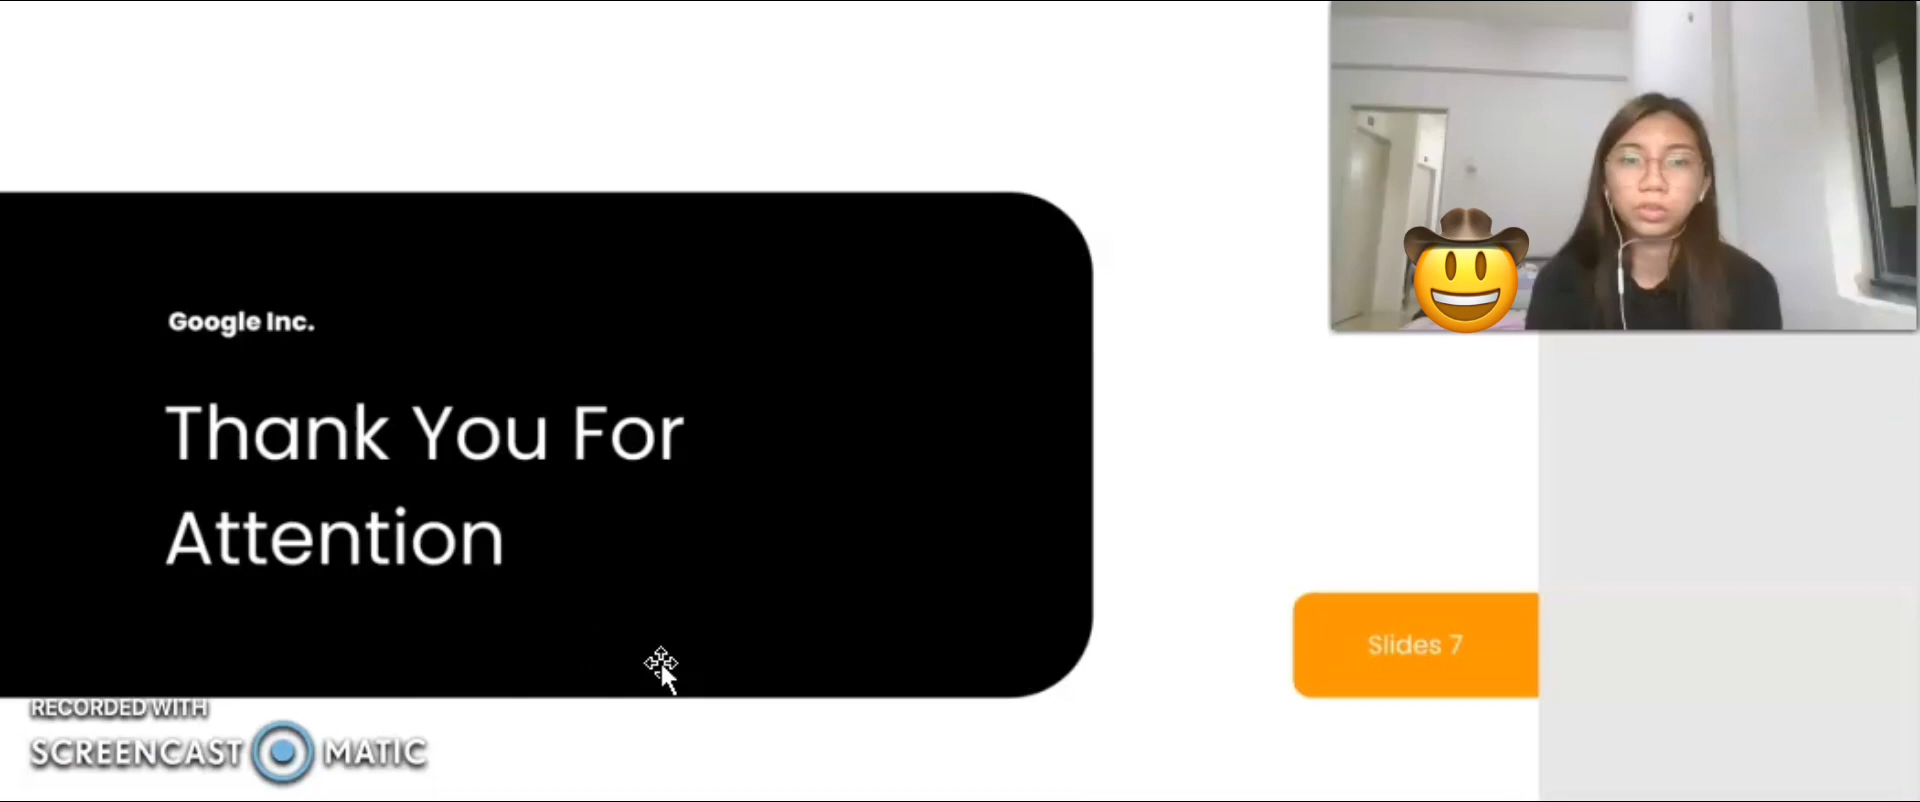 Google Inc.
Thank You For
Attention
Slides 7
RECORDED WITH
SCREENCAST MATIC